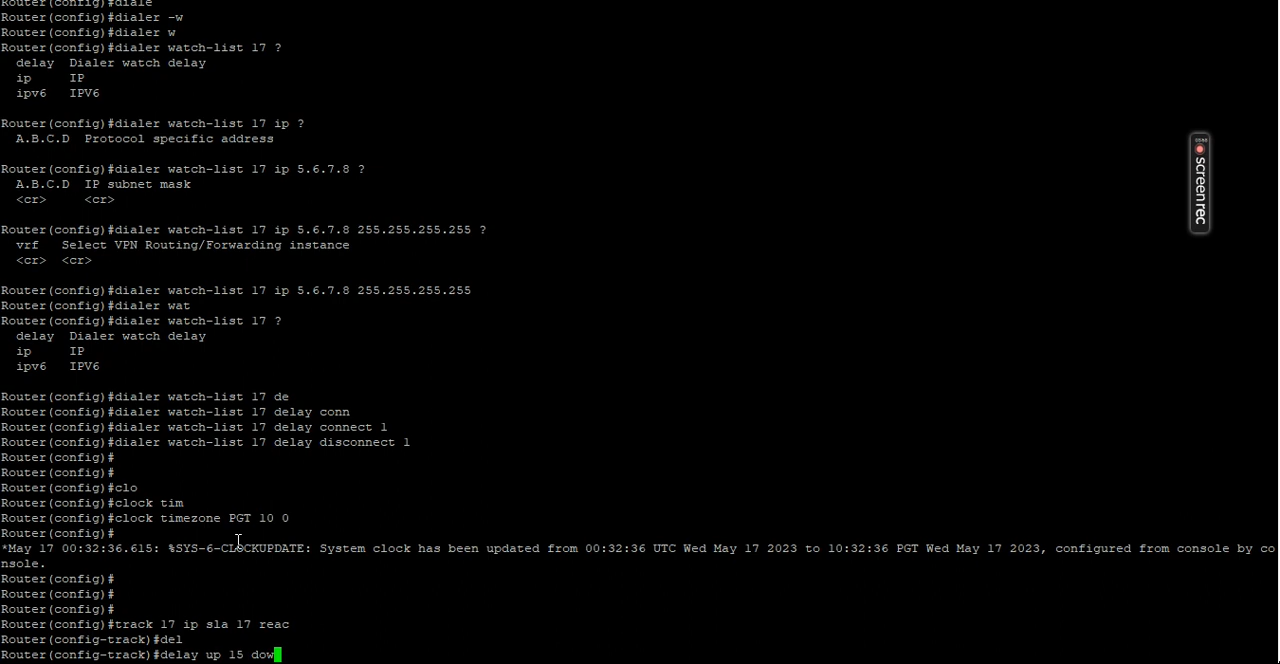 Router(config)#diale
Router(config)#dialer -w
Router(config)#dialer w
Router(config)#dialer watch-list 17 ?
  delay  Dialer watch delay
  ip     IP
  ipv6   IPV6

Router(config)#dialer watch-list 17 ip ?
  A.B.C.D  Protocol specific address

Router(config)#dialer watch-list 17 ip 5.6.7.8 ?
  A.B.C.D  IP subnet mask
  <cr>     <cr>

Router(config)#dialer watch-list 17 ip 5.6.7.8 255.255.255.255 ?
  vrf   Select VPN Routing/Forwarding instance
  <cr>  <cr>

Router(config)#dialer watch-list 17 ip 5.6.7.8 255.255.255.255
Router(config)#dialer wat
Router(config)#dialer watch-list 17 ?
  delay  Dialer watch delay
  ip     IP
  ipv6   IPV6

Router(config)#dialer watch-list 17 de
Router(config)#dialer watch-list 17 delay conn
Router(config)#dialer watch-list 17 delay connect 1
Router(config)#dialer watch-list 17 delay disconnect 1
Router(config)#
Router(config)#
Router(config)#clo
Router(config)#clock tim
Router(config)#clock timezone PGT 10 0
Router(config)#
*May 17 00:32:36.615: %SYS-6-CLOCKUPDATE: System clock has been updated from 00:32:36 UTC Wed May 17 2023 to 10:32:36 PGT Wed May 17 2023, configured from console by co
nsole.
Router(config)#
Router(config)#
Router(config)#
Router(config)#track 17 ip sla 17 reac
Router(config-track)#del
Router(config-track)#delay up 15 dow
screenrec